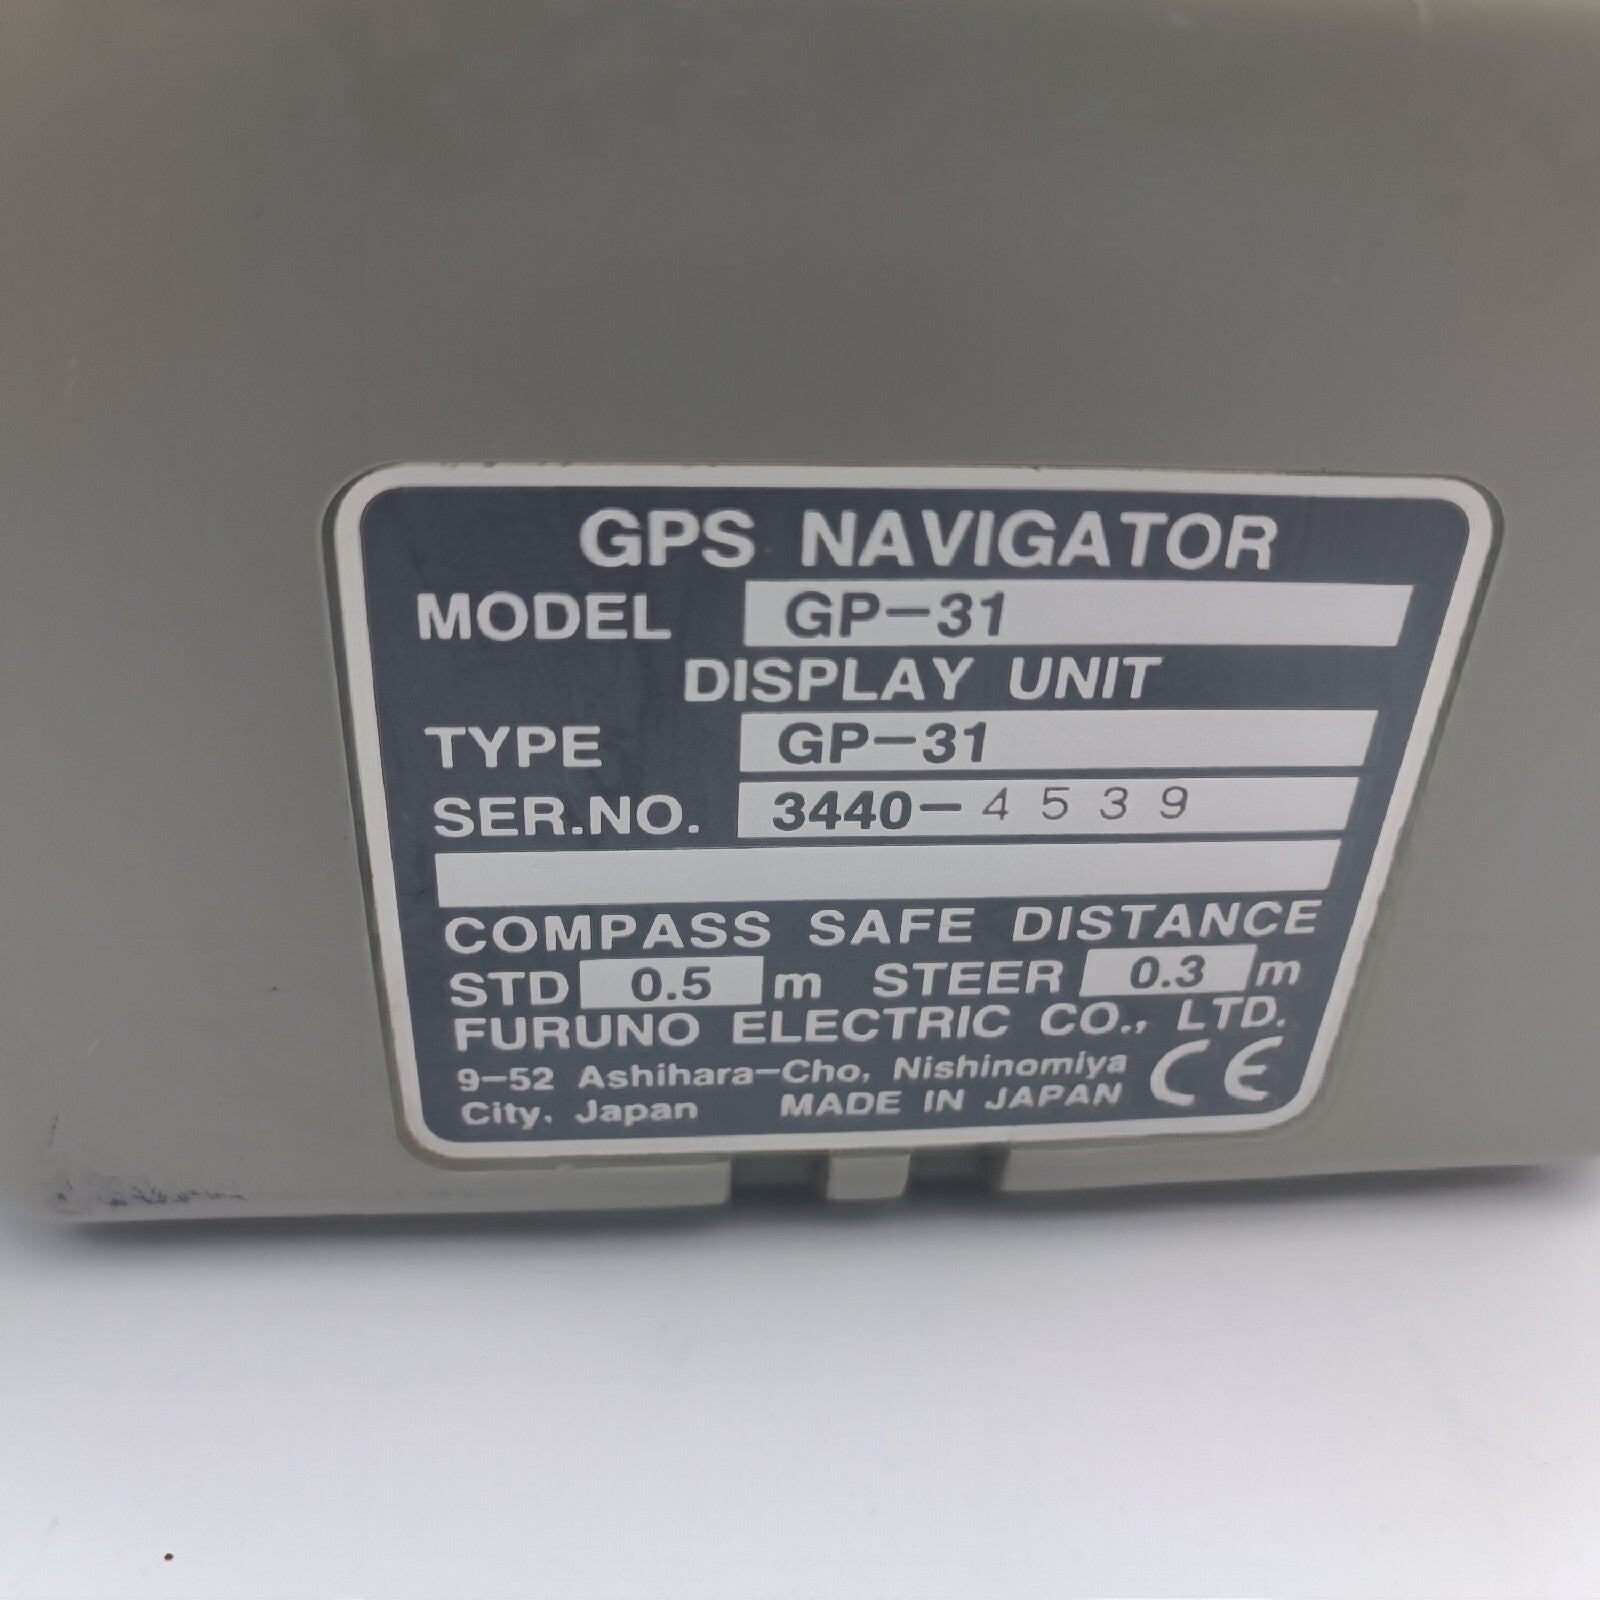 GPS NAVIGATOR
MODEL GP-31
DISPLAY UNIT
TYPE GP-31
SER.NO. 3440-4539
COMPASS SAFE DISTANCE
STD 0.5 m STEER 0.3 m
FURUNO ELECTRIC CO., LTD.
9-52 Ashihara-Cho, Nishinomiya
City, Japan MADE IN JAPAN CE